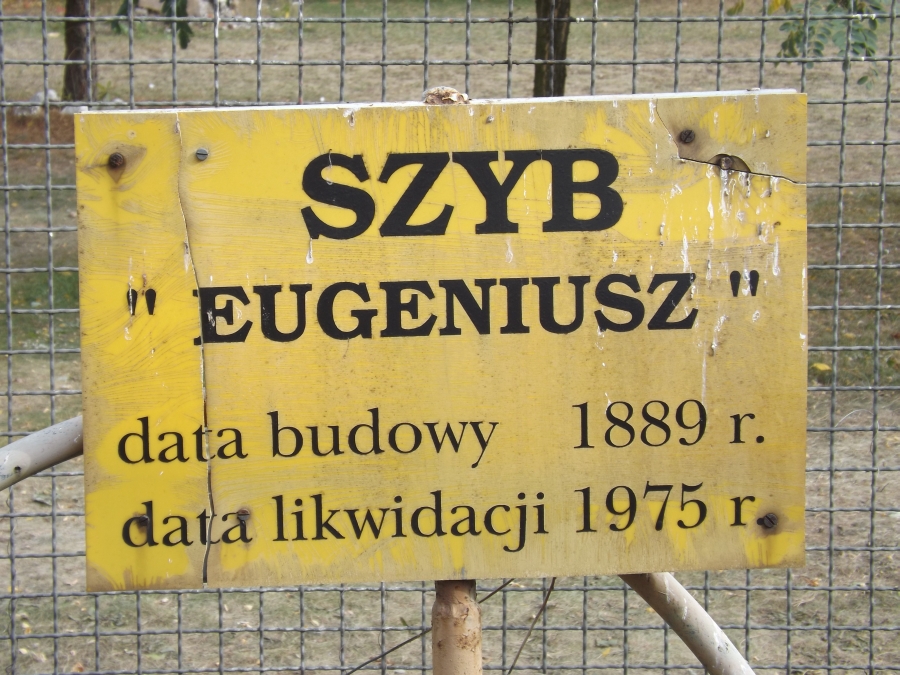 SZYB
" EUGENIUSZ "
data budowy 1889 r.
data likwidacji 1975 r.